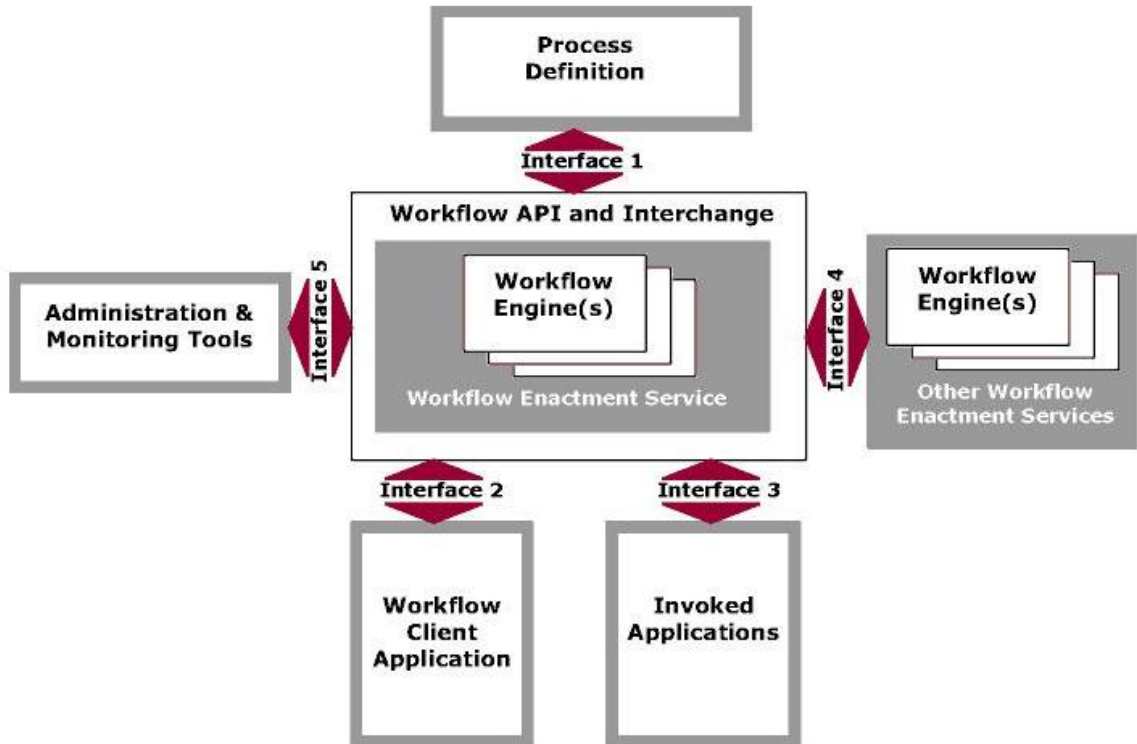 Process
Definition
Interface 1
Workflow API and Interchange
Workflow
Engine(s)
Workflow Enactment Service
Interface 5
Administration &
Monitoring Tools
Interface 4
Workflow
Engine(s)
Other Workflow
Enactment Services
Interface 2
Interface 3
Workflow
Client
Application
Invoked
Applications